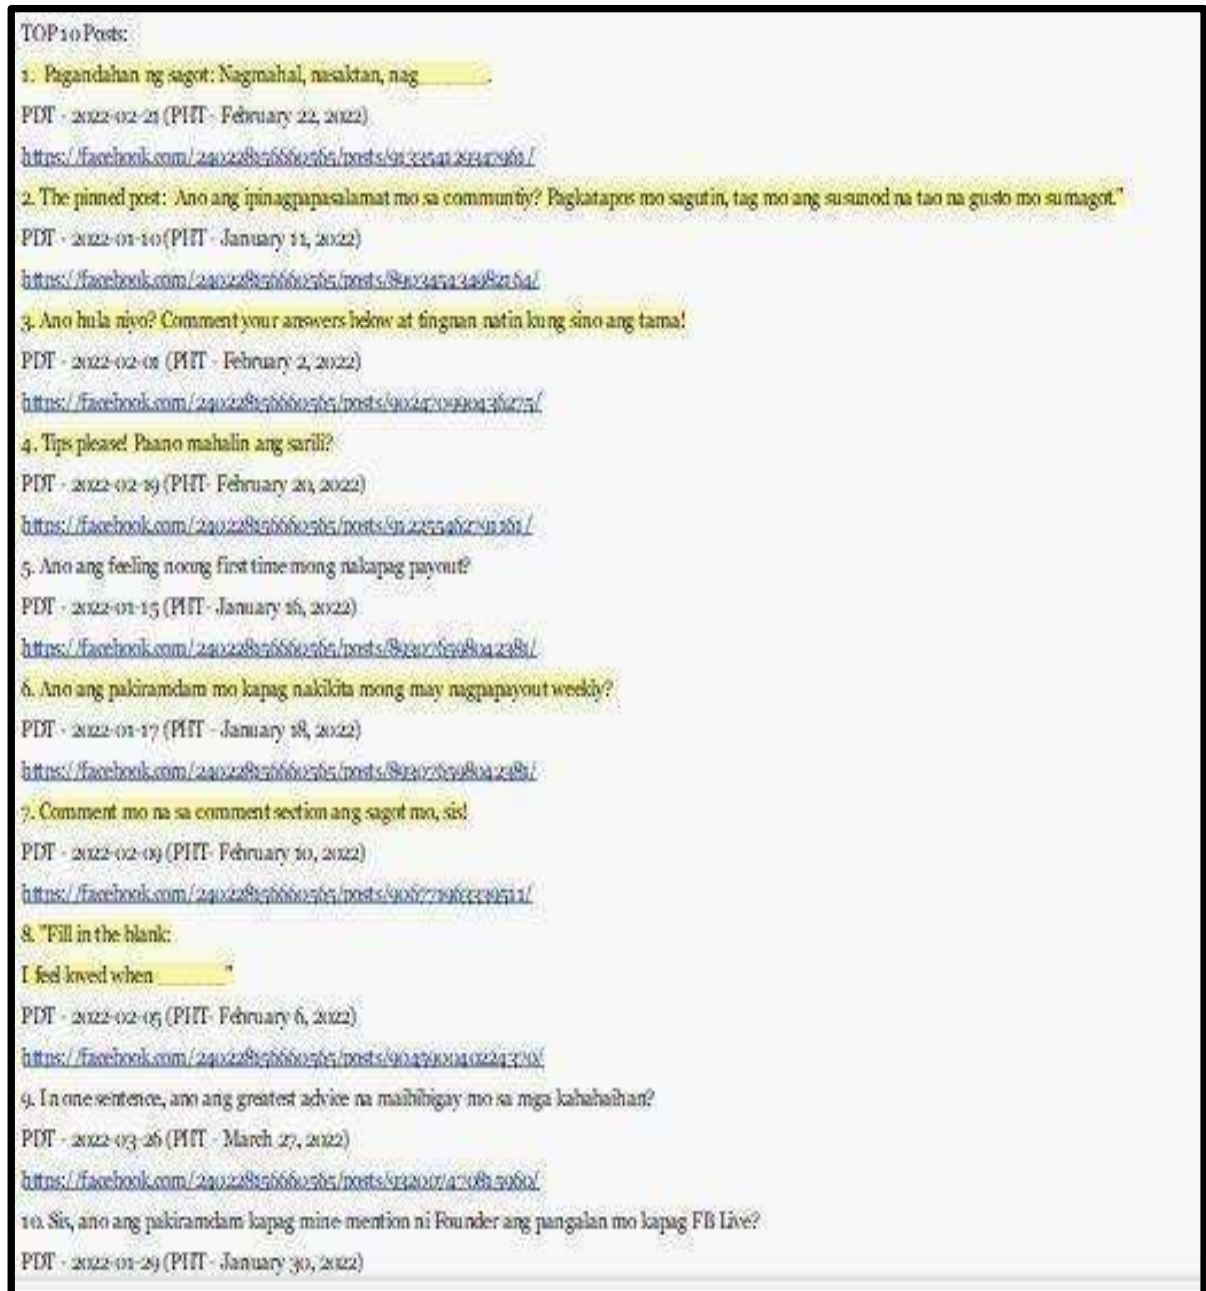 TOP 10 Posts:
1. Pagandahan ng sagot: Nagmahal, nasaktan, nag_______.
PDT - 2022-02-21 (PHT - February 22, 2022)
2. The pinned post: Ano ang ipinagpapasalamat mo sa communtiy? Pagkatapos mo sagutin, tag mo ang susunod na tao na gusto mo sumagot."
PDT - 2022-01-10 (PHT - January 11, 2022)
3. Ano hula niyo? Comment your answers below at tingnan natin kung sino ang tama!
PDT - 2022-02-01 (PHT - February 2, 2022)
4. Tips please! Paano mahalin ang sarili?
PDT - 2022-02-19 (PHT- February 20, 2022)
5. Ano ang feeling noong first time mong nakapag payout?
PDT - 2022-01-15 (PHT- January 16, 2022)
6. Ano ang pakiramdam mo kapag nakikita mong may nagpapayout weekly?
PDT - 2022-01-17 (PHT - January 18, 2022)
7. Comment mo na sa comment section ang sagot mo, sis!
PDT - 2022-02-09 (PHT- February 10, 2022)
8. "Fill in the blank:
I feel loved when _______"
PDT - 2022-02-05 (PHT- February 6, 2022)
9. In one sentence, ano ang greatest advice na maibibigay mo sa mga kababaihan?
PDT - 2022-03-26 (PHT - March 27, 2022)
10. Sis, ano ang pakiramdam kapag mine-mention ni Founder ang pangalan mo kapag FB Live?
PDT - 2022-01-29 (PHT- January 30, 2022)